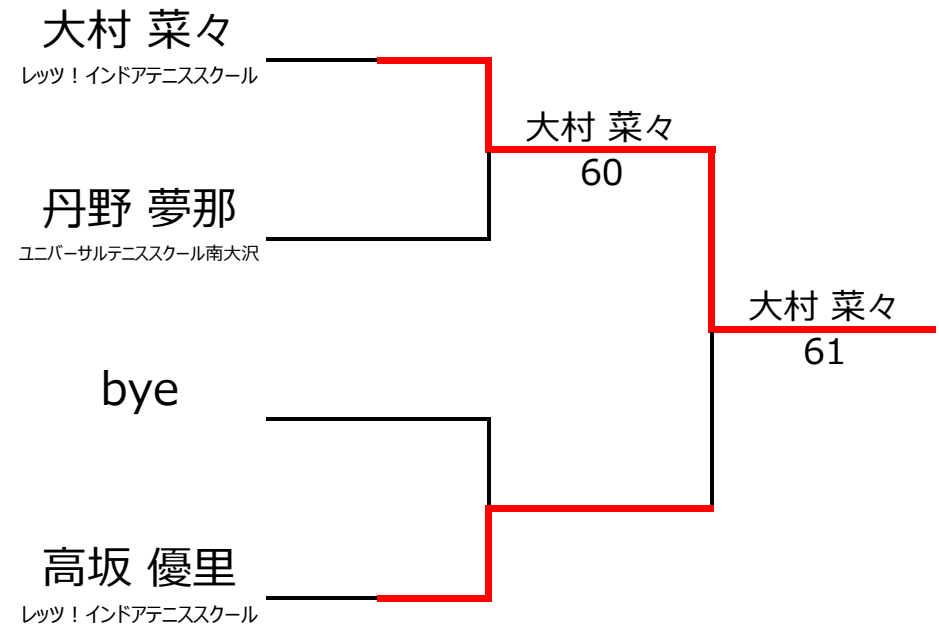 大村 菜々
レッツ！インドアテニススクール
大村 菜々
60
丹野 夢那
ユニバーサルテニススクール南大沢
大村 菜々
61
bye
高坂 優里
レッツ！インドアテニススクール